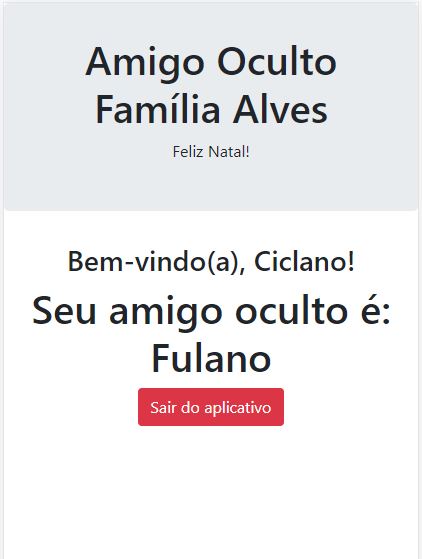 Amigo Oculto
Família Alves
Feliz Natal!
Bem-vindo(a), Ciclano!
Seu amigo oculto é:
Fulano
Sair do aplicativo